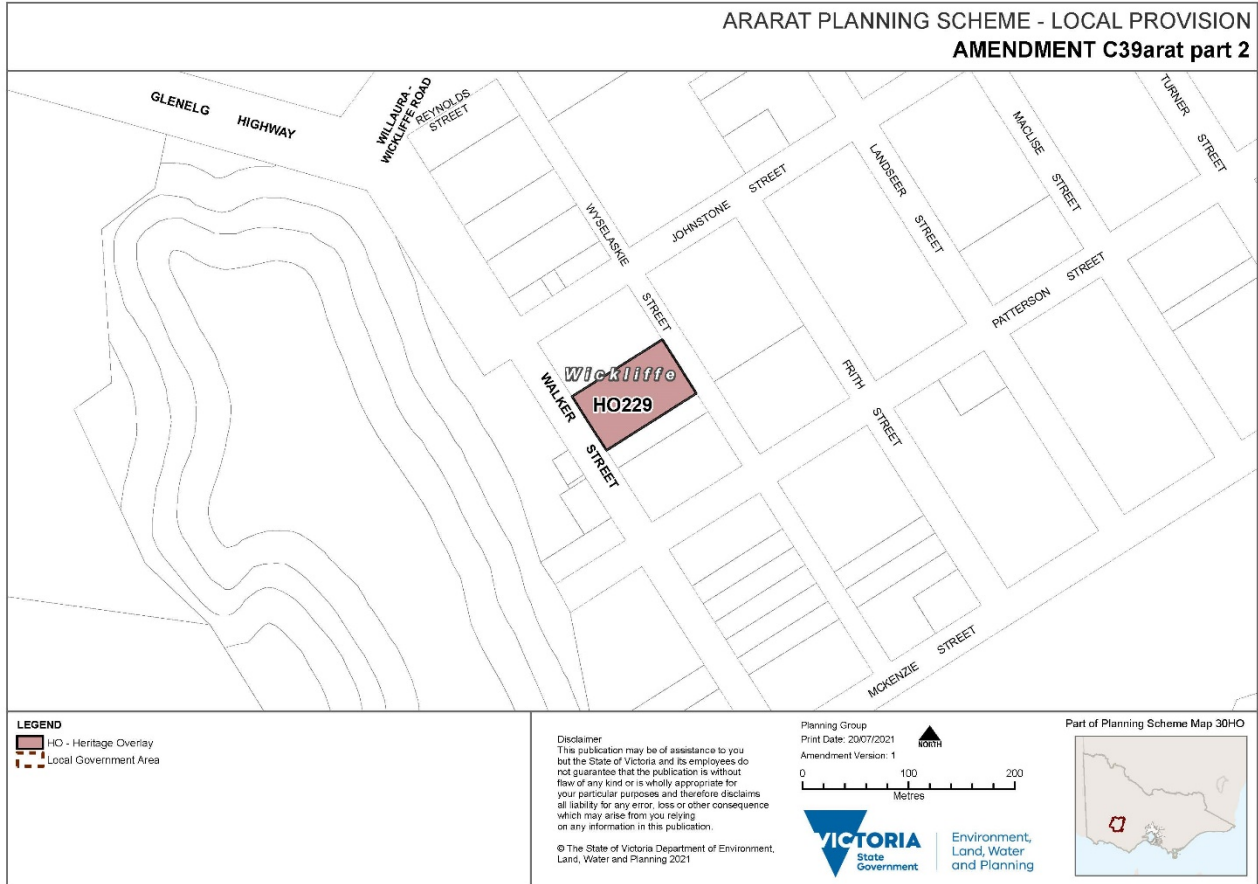 ARARAT PLANNING SCHEME - LOCAL PROVISION
AMENDMENT C39arat part 2
GLENELG HIGHWAY
WILLAURA -
WICKLIFFE ROAD
REYNOLDS
STREET
WYSELASKIE STREET
JOHNSTONE STREET
LANDSEER STREET
MACLISE STREET
TURNER STREET
PATTERSON STREET
FRITH STREET
Wickliffe
HO229
WALKER STREET
MCKENZIE STREET
LEGEND
HO - Heritage Overlay
Local Government Area
Disclaimer
This publication may be of assistance to you
but the State of Victoria and its employees do
not guarantee that the publication is without
flaw of any kind or is wholly appropriate for
your particular purposes and therefore disclaims
all liability for any error, loss or other consequence
which may arise from you relying
on any information in this publication.
© The State of Victoria Department of Environment,
Land, Water and Planning 2021
Planning Group
Print Date: 20/07/2021
Amendment Version: 1
NORTH
0 100 200
Metres
VICTORIA
State
Government
Environment,
Land, Water
and Planning
Part of Planning Scheme Map 30HO